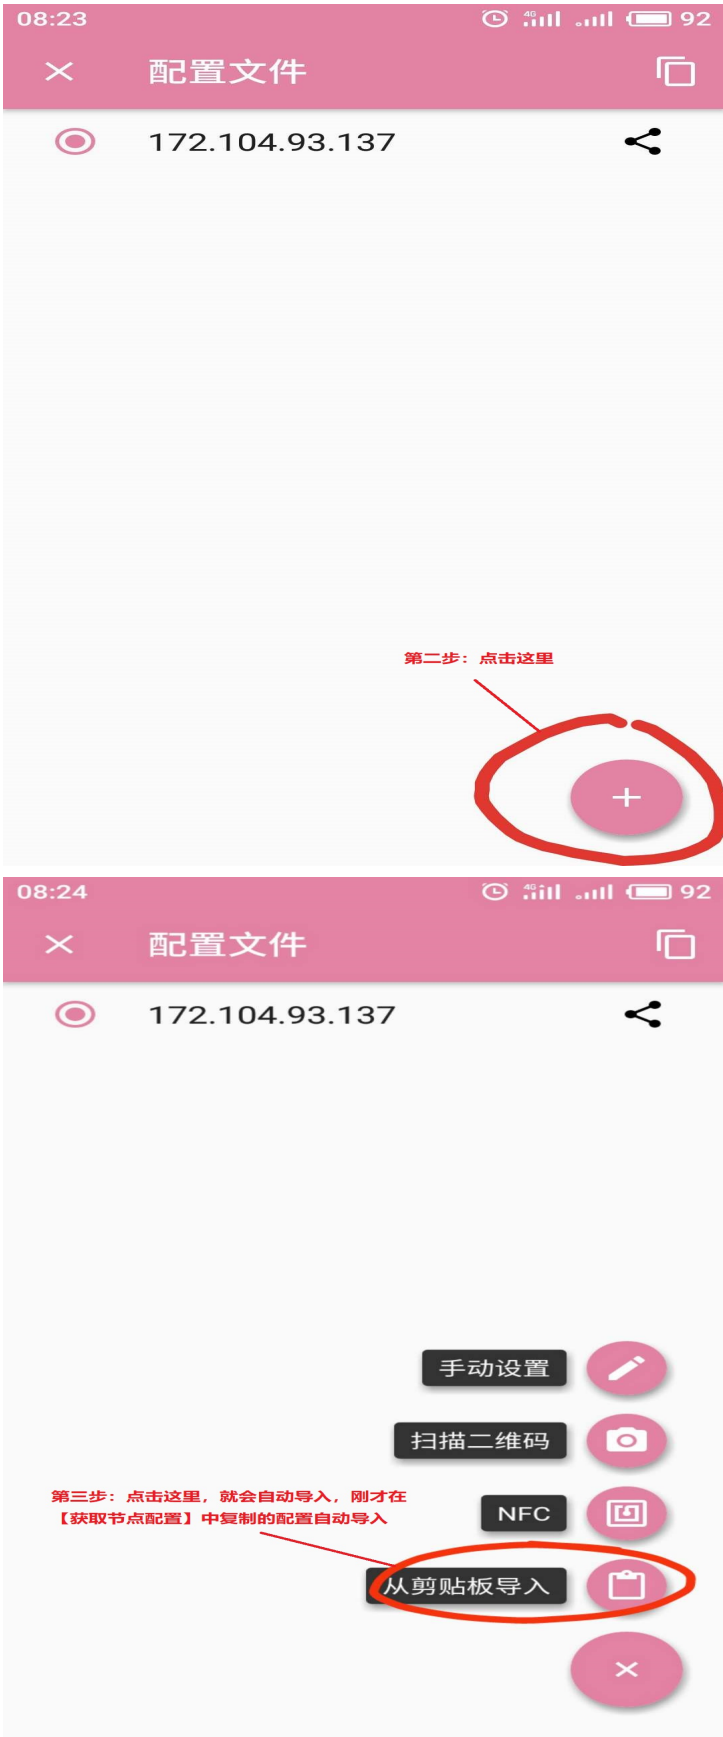 08:23
4G
92
配置文件
172.104.93.137
第二步：点击这里
08:24
4G
92
配置文件
172.104.93.137
手动设置
扫描二维码
第三步：点击这里，就会自动导入，刚才在
【获取节点配置】中复制的配置自动导入
NFC
从剪贴板导入